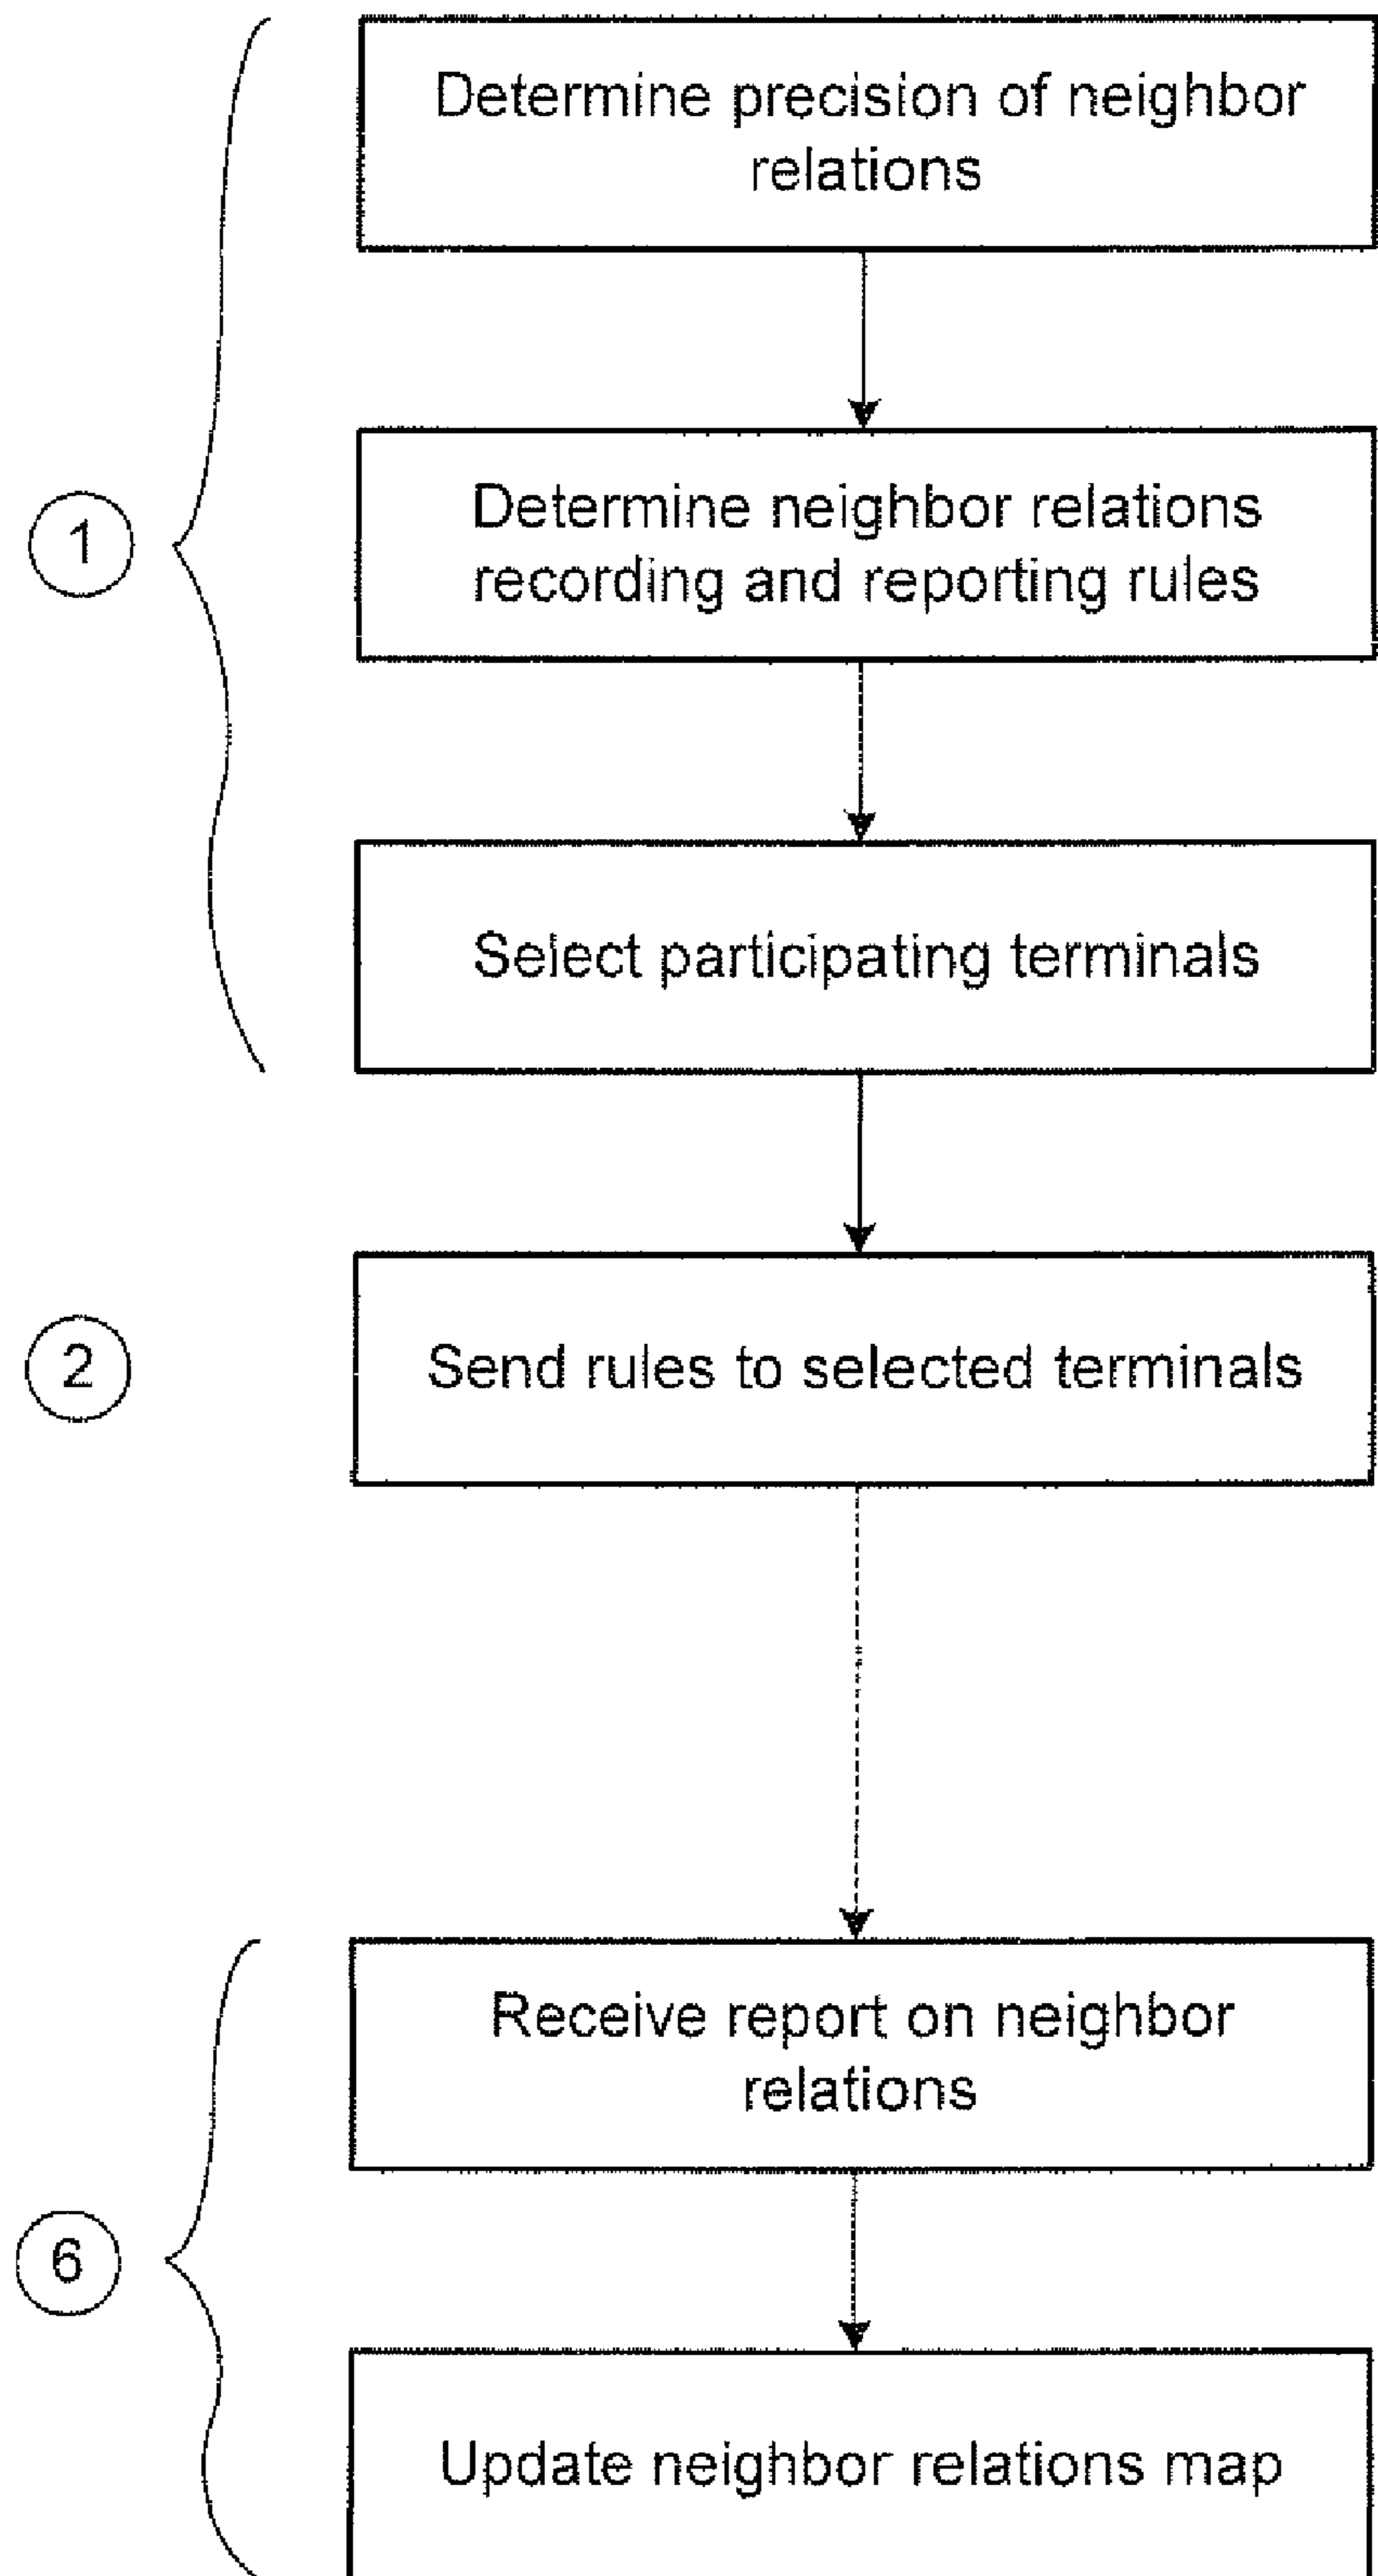 Determine precision of neighbor
relations
1
Determine neighbor relations
recording and reporting rules
Select participating terminals
2
Send rules to selected terminals
Receive report on neighbor
relations
6
Update neighbor relations map